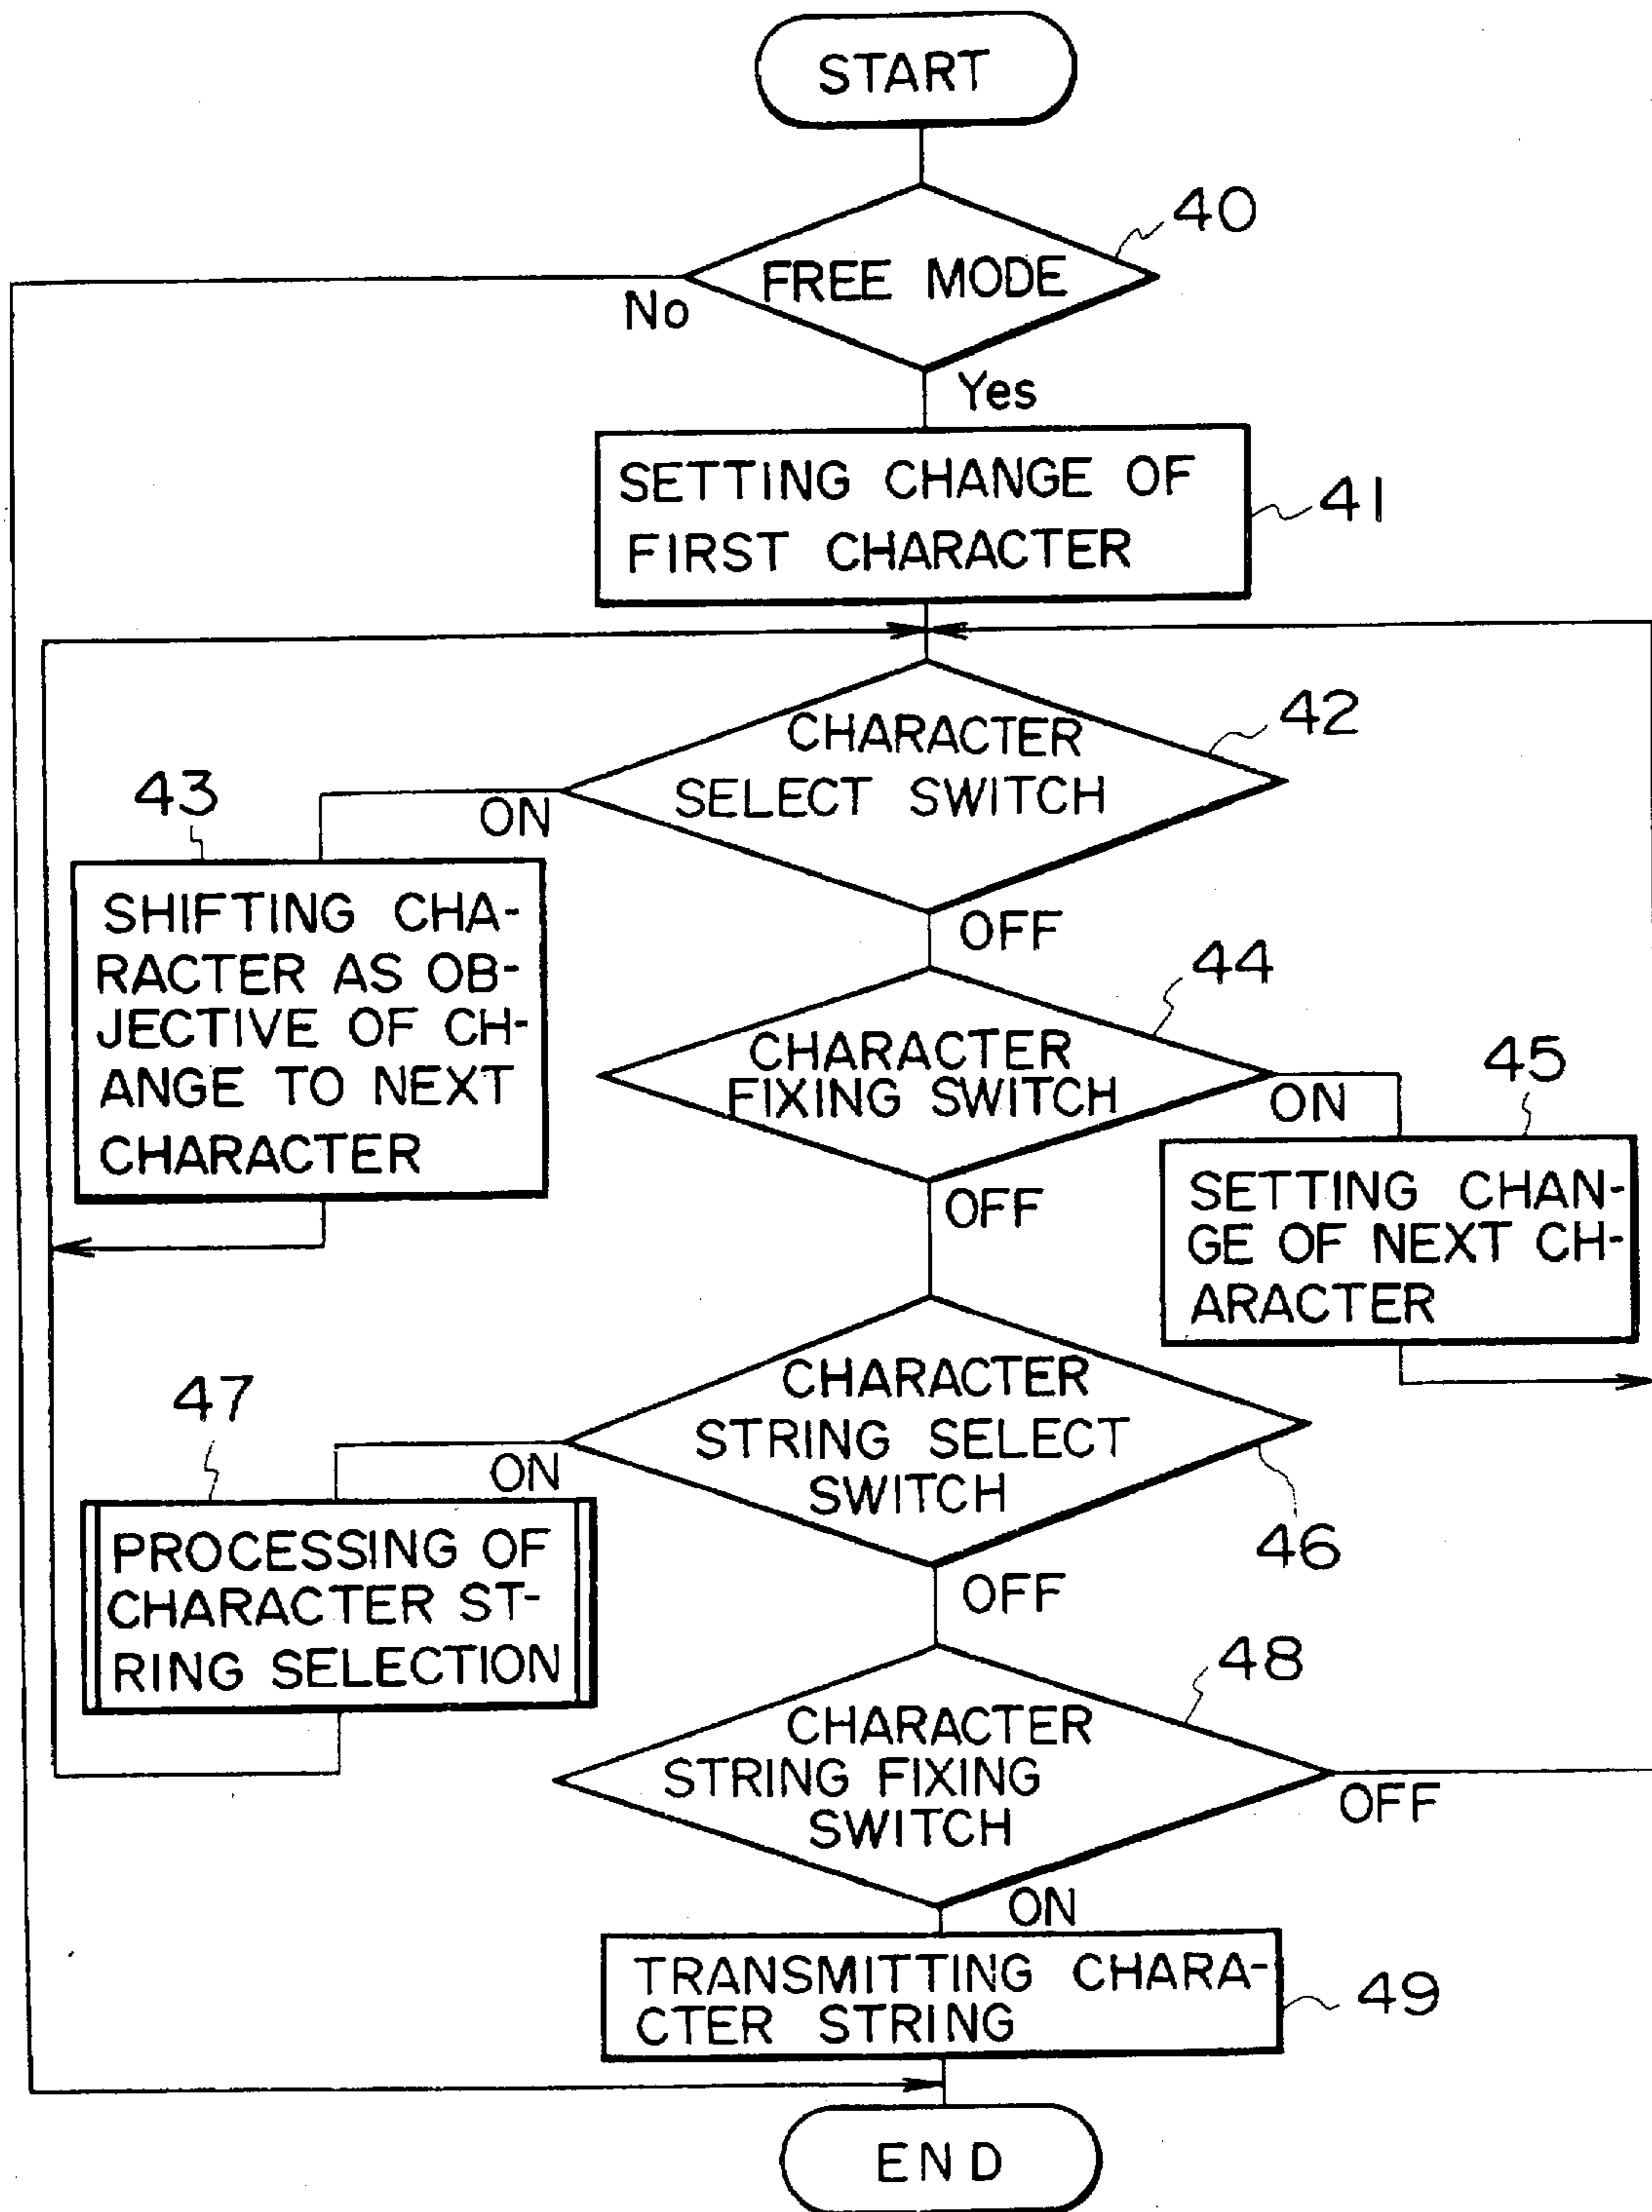 START
40
FREE MODE
No
Yes
SETTING CHANGE OF
FIRST CHARACTER
41
42
CHARACTER
SELECT SWITCH
ON
43
SHIFTING CHA-
RACTER AS OB-
JECTIVE OF CH-
ANGE TO NEXT
CHARACTER
OFF
44
CHARACTER
FIXING SWITCH
ON
45
SETTING CHAN-
GE OF NEXT CH-
ARACTER
OFF
CHARACTER
STRING SELECT
SWITCH
46
ON
47
PROCESSING OF
CHARACTER ST-
RING SELECTION
OFF
48
CHARACTER
STRING FIXING
SWITCH
OFF
ON
TRANSMITTING CHARA-
CTER STRING
49
END